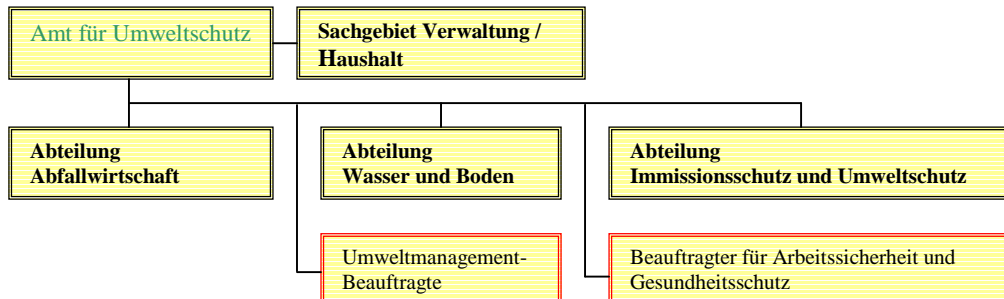 Amt für Umweltschutz
Sachgebiet Verwaltung /
Haushalt
Abteilung
Abfallwirtschaft
Abteilung
Wasser und Boden
Abteilung
Immissionsschutz und Umweltschutz
Umweltmanagement-
Beauftragte
Beauftragter für Arbeitssicherheit und
Gesundheitsschutz